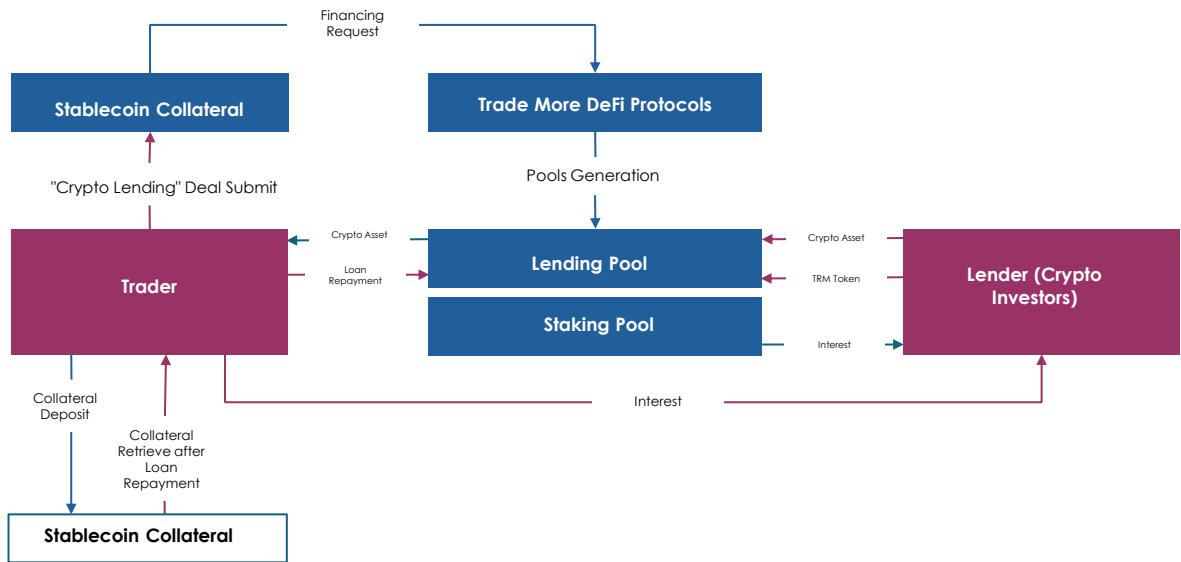 Financing
Request
Stablecoin Collateral
Trade More DeFi Protocols
"Crypto Lending" Deal Submit
Pools Generation
Trader
Crypto Asset
Loan
Repayment
Lending Pool
Staking Pool
Crypto Asset
TRM Token
Interest
Lender (Crypto
Investors)
Collateral
Deposit
Collateral
Retrieve after
Loan
Repayment
Interest
Stablecoin Collateral